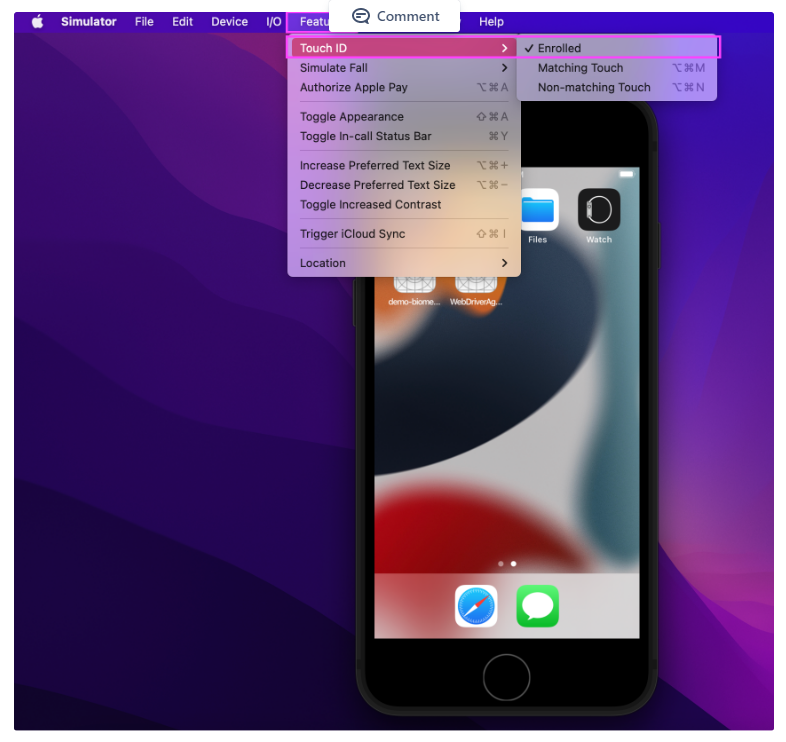 Simulator File Edit Device I/O Featu Help
Comment
Touch ID
Simulate Fall
Authorize Apple Pay ⌥⌘A
Toggle Appearance ⇧⌘A
Toggle In-call Status Bar ⌘Y
Increase Preferred Text Size ⌥⌘+
Decrease Preferred Text Size ⌥⌘−
Toggle Increased Contrast
Trigger iCloud Sync ⇧⌘I
Location
✓ Enrolled
Matching Touch ⌥⌘M
Non-matching Touch ⌥⌘N
Files Watch
demo-biome... WebDriverAg...